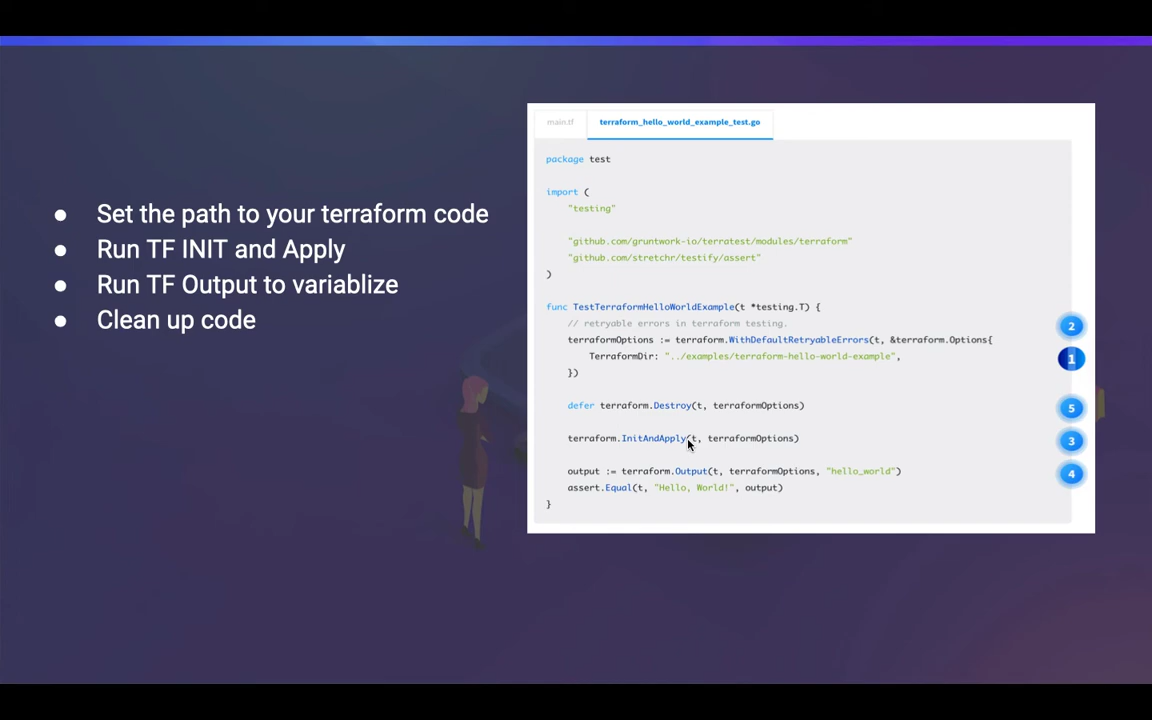 ● Set the path to your terraform code
● Run TF INIT and Apply
● Run TF Output to variablize
● Clean up code
main.tf
terraform_hello_world_example_test.go
package test
import (
"testing"
"github.com/gruntwork-io/terratest/modules/terraform"
"github.com/stretchr/testify/assert"
)
func TestTerraformHelloWorldExample(t *testing.T) {
// retryable errors in terraform testing.
terraformOptions := terraform.WithDefaultRetryableErrors(t, &terraform.Options{
TerraformDir: "../examples/terraform-hello-world-example",
})
defer terraform.Destroy(t, terraformOptions)
terraform.InitAndApply(t, terraformOptions)
output := terraform.Output(t, terraformOptions, "hello_world")
assert.Equal(t, "Hello, World!", output)
}
2
1
5
3
4